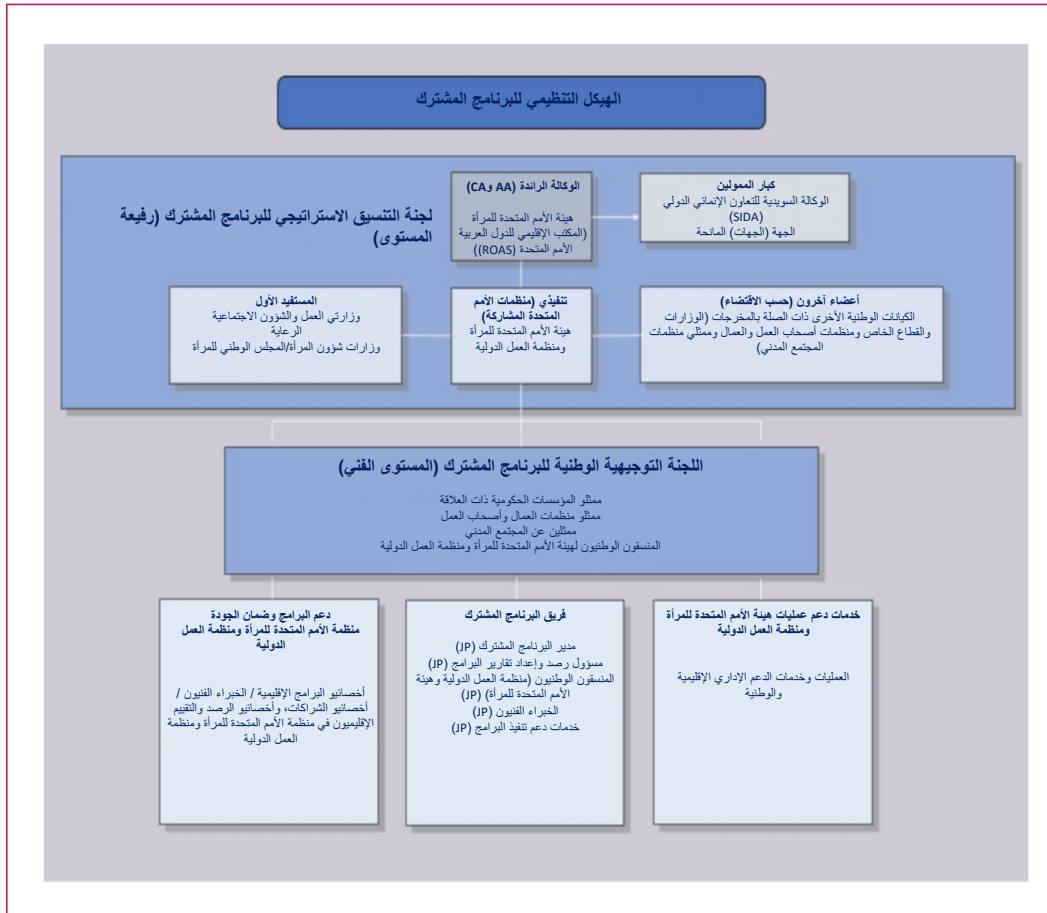 الهيكل التنظيمي للبرنامج المشترك
لجنة التنسيق الاستراتيجي للبرنامج المشترك (رفيعة
المستوى)
الوكالة الرائدة (AA وCA)
هيئة الأمم المتحدة للمرأة
(المكتب الإقليمي للدول العربية
الأمم المتحدة (ROAS))
كبار الممولين
الوكالة السويدية للتعاون الإنمائي الدولي
(SIDA)
الجهة (الجهات) المانحة
المستفيد الأول
وزارتي العمل والشؤون الاجتماعية
الرعاية
وزارات شؤون المرأة/المجلس الوطني للمرأة
تنفيذي (منظمات الأمم
المتحدة المشاركة)
هيئة الأمم المتحدة للمرأة
ومنظمة العمل الدولية
أعضاء آخرون (حسب الاقتضاء)
الكيانات الوطنية الأخرى ذات الصلة بالمخرجات (الوزارات
والقطاع الخاص ومنظمات أصحاب العمل والعمال وممثلي منظمات
المجتمع المدني)
اللجنة التوجيهية الوطنية للبرنامج المشترك (المستوى الفني)
ممثلو المؤسسات الحكومية ذات العلاقة
ممثلو منظمات العمال وأصحاب العمل
ممثلين عن المجتمع المدني
المنسقون الوطنيون لهيئة الأمم المتحدة للمرأة ومنظمة العمل الدولية
دعم البرامج وضمان الجودة
منظمة الأمم المتحدة للمرأة ومنظمة العمل
الدولية
أخصائيو البرامج الإقليمية / الخبراء الفنيون /
أخصائيو الشراكات، وأخصائيو الرصد والتقييم
الإقليميون في منظمة الأمم المتحدة للمرأة ومنظمة
العمل الدولية
فريق البرنامج المشترك
مدير البرنامج المشترك (JP)
مسؤول رصد وإعداد تقارير البرامج (JP)
المنسقون الوطنيون (منظمة العمل الدولية وهيئة
الأمم المتحدة للمرأة) (JP)
الخبراء الفنيون (JP)
خدمات دعم تنفيذ البرامج (JP)
خدمات دعم عمليات هيئة الأمم المتحدة للمرأة
ومنظمة العمل الدولية
العمليات وخدمات الدعم الإداري الإقليمية
والوطنية